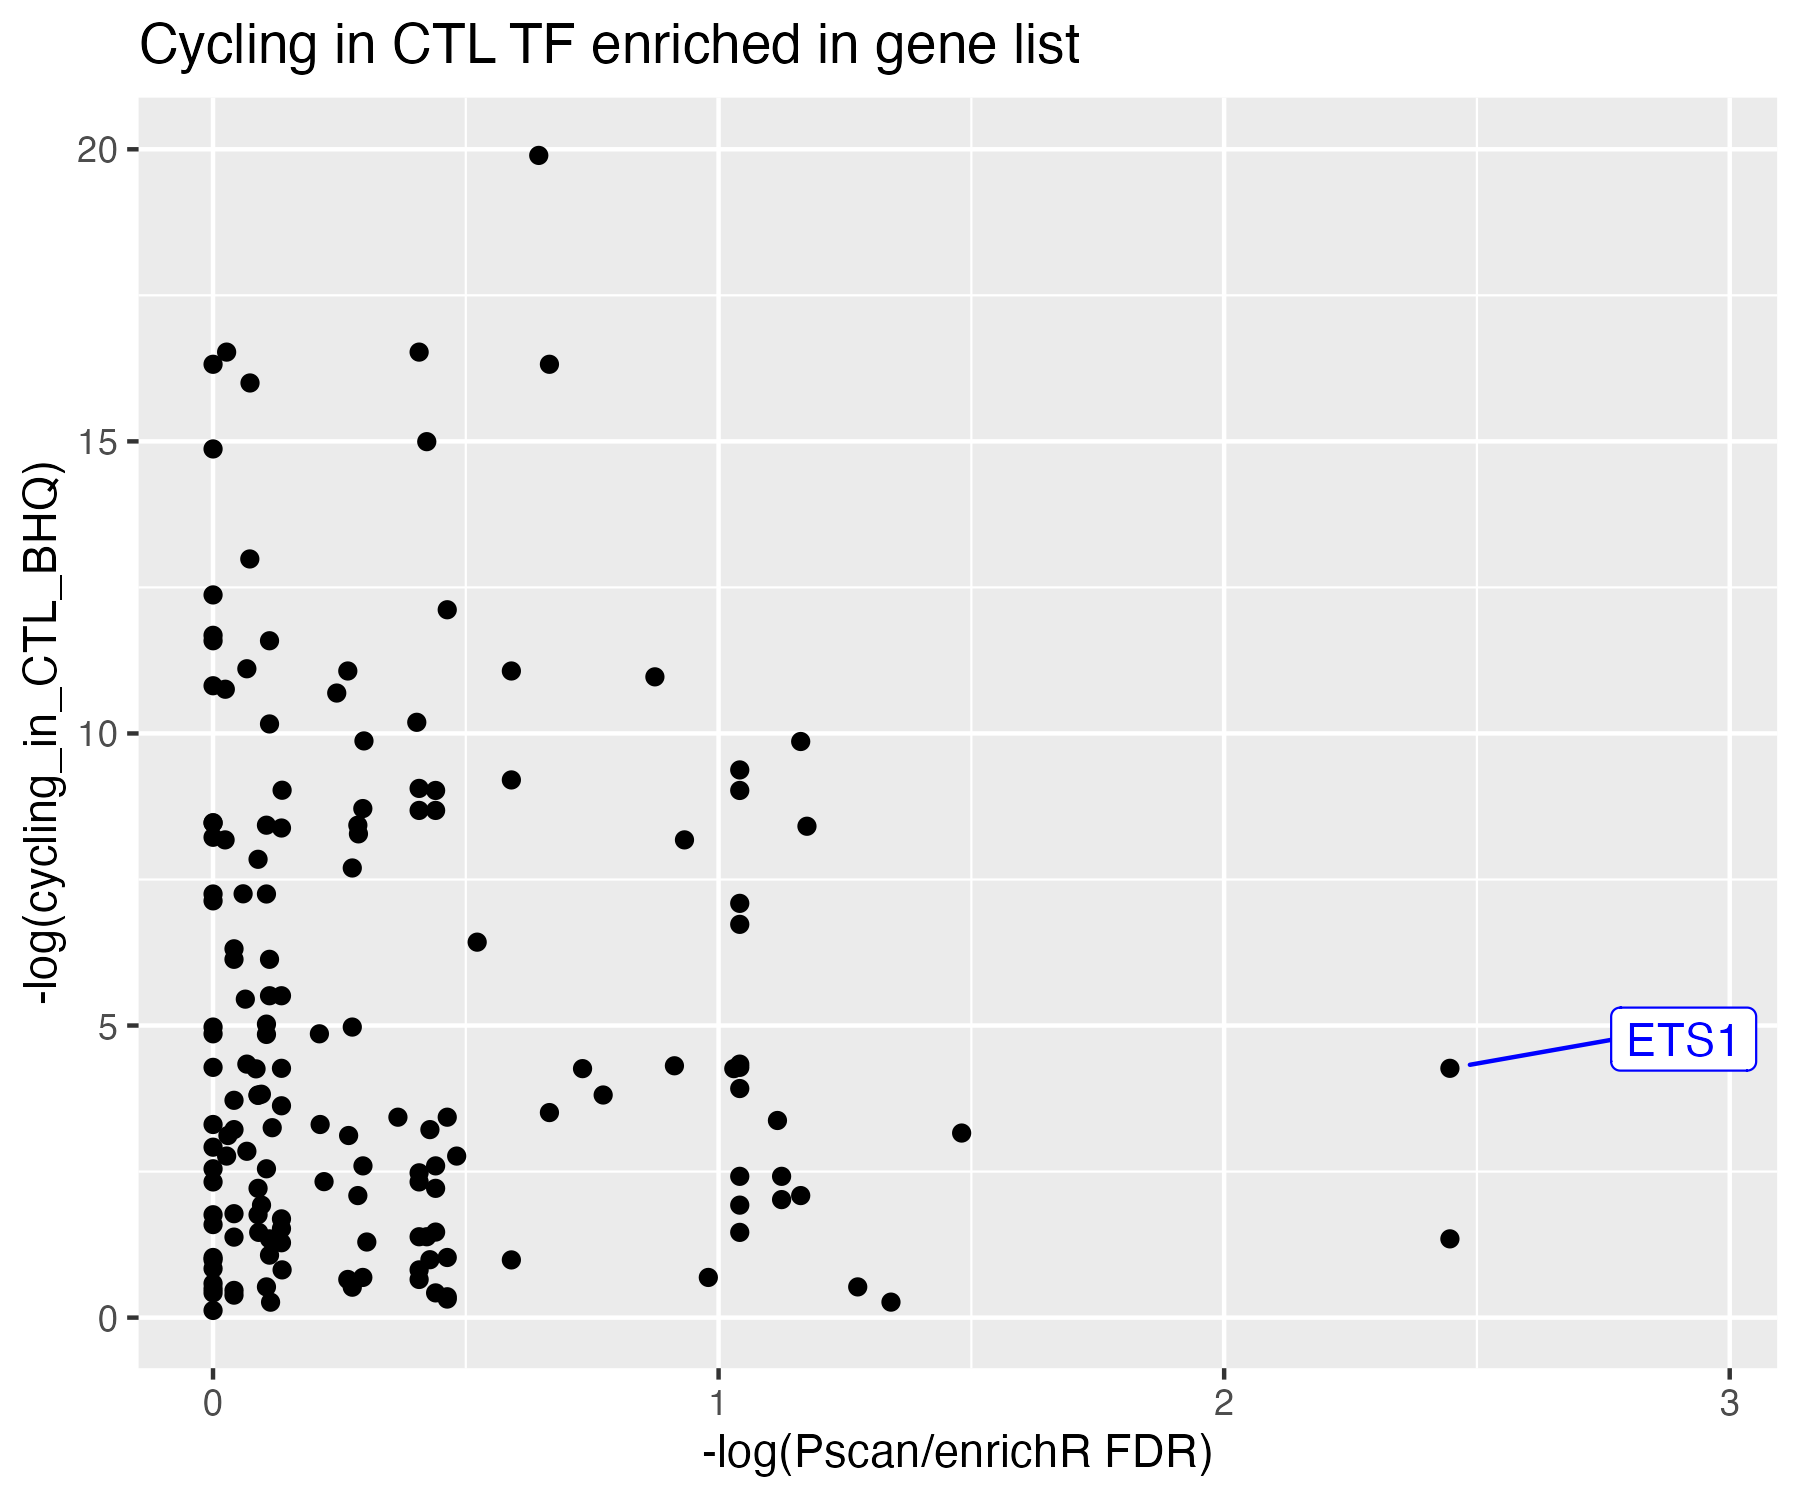 Cycling in CTL TF enriched in gene list
-log(cycling_in_CTL_BHQ)
20
15
10
5
0
ETS1
0 1 2 3
-log(Pscan/enrichR FDR)